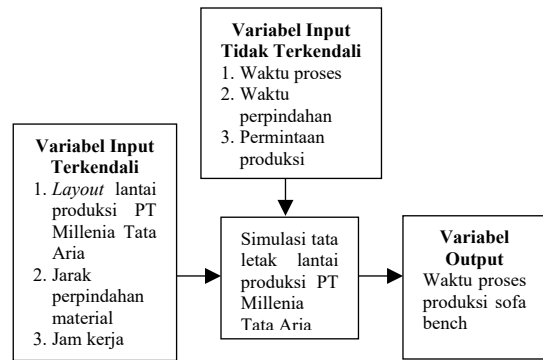 Variabel Input
Tidak Terkendali
1. Waktu proses
2. Waktu
perpindahan
3. Permintaan
produksi
Variabel Input
Terkendali
1. Layout lantai
produksi PT
Millenia Tata
Aria
2. Jarak
perpindahan
material
3. Jam kerja
Simulasi tata
letak lantai
produksi PT
Millenia
Tata Aria
Variabel
Output
Waktu proses
produksi sofa
bench